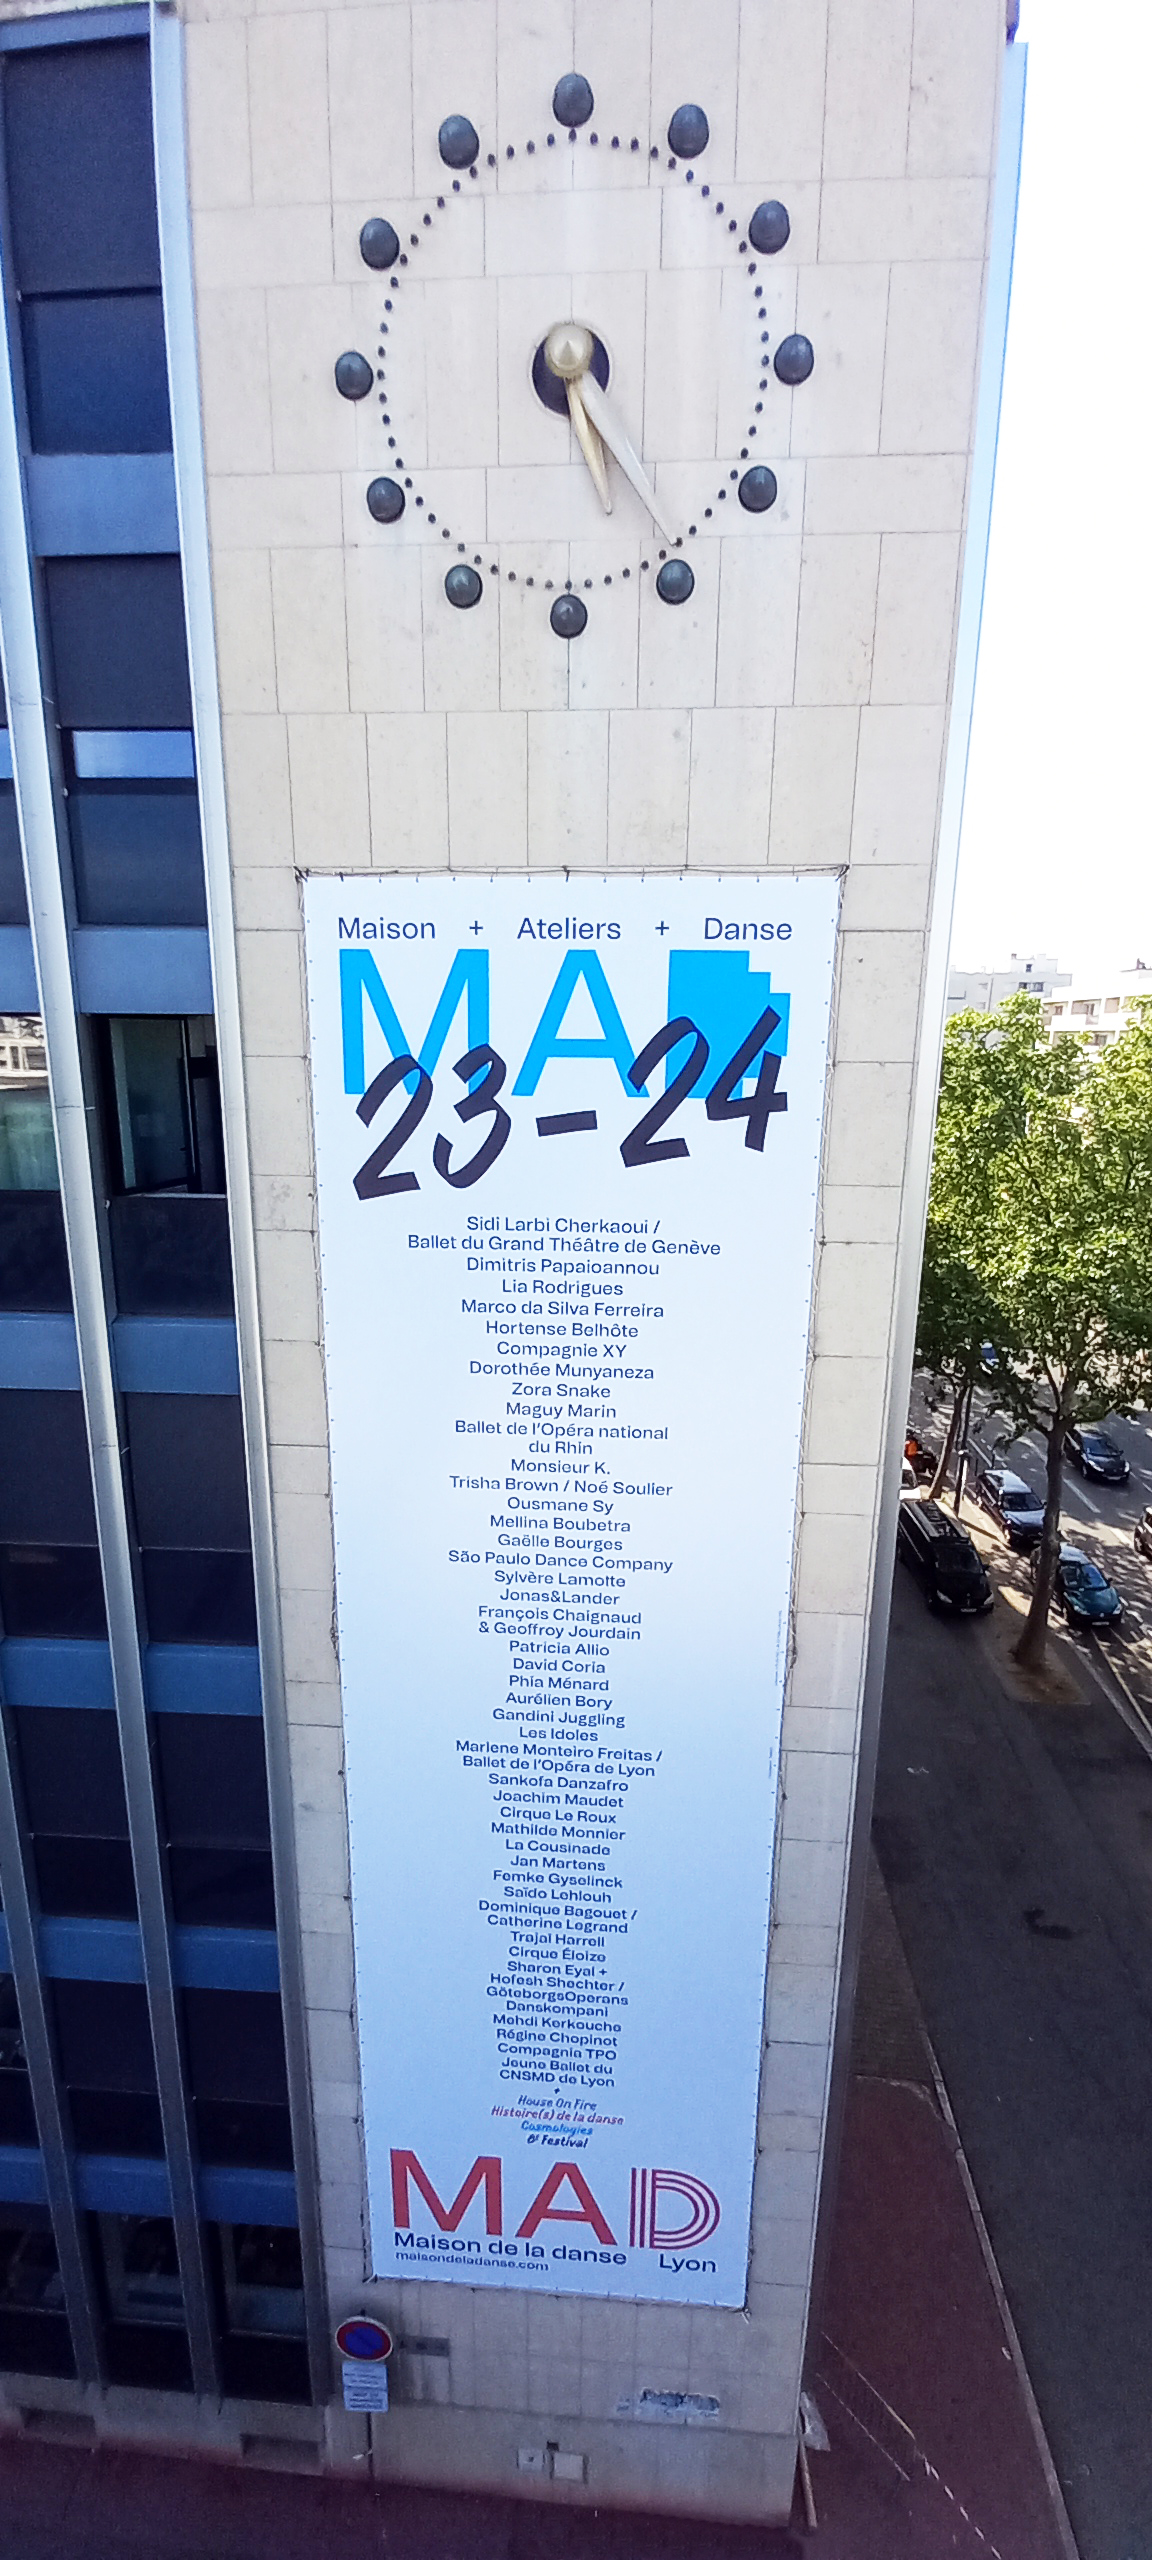 Maison + Ateliers + Danse
MAD
23-24
Sidi Larbi Cherkaoui /
Ballet du Grand Théâtre de Genève
Dimitris Papaioannou
Lia Rodrigues
Marco da Silva Ferreira
Hortense Belhôte
Compagnie XY
Dorothée Munyaneza
Zora Snake
Maguy Marin
Ballet de l'Opéra national
du Rhin
Monsieur K.
Trisha Brown / Noé Soulier
Ousmane Sy
Mellina Boubetra
Gaëlle Bourges
São Paulo Dance Company
Sylvère Lamotte
Jonas&Lander
François Chaignaud
& Geoffroy Jourdain
Patricia Allio
David Coria
Phia Ménard
Aurélien Bory
Gandini Juggling
Les Idoles
Marlene Monteiro Freitas /
Ballet de l'Opéra de Lyon
Sankofa Danzafro
Joachim Maudet
Cirque Le Roux
Mathilde Monnier
La Cousinade
Jan Martens
Femke Gyselinck
Saïdo Lehlouh
Dominique Bagouet /
Catherine Legrand
Trajal Harrell
Cirque Éloize
Sharon Eyal +
Hofesh Shechter /
GöteborgsOperans
Danskompani
Mehdi Kerkouche
Régine Chopinot
Compagnia TPO
Jeune Ballet du
CNSMD de Lyon
+
House On Fire
Histoire(s) de la danse
Cosmologies
Festival
MAD
Maison de la danse Lyon
maisondeladanse.com